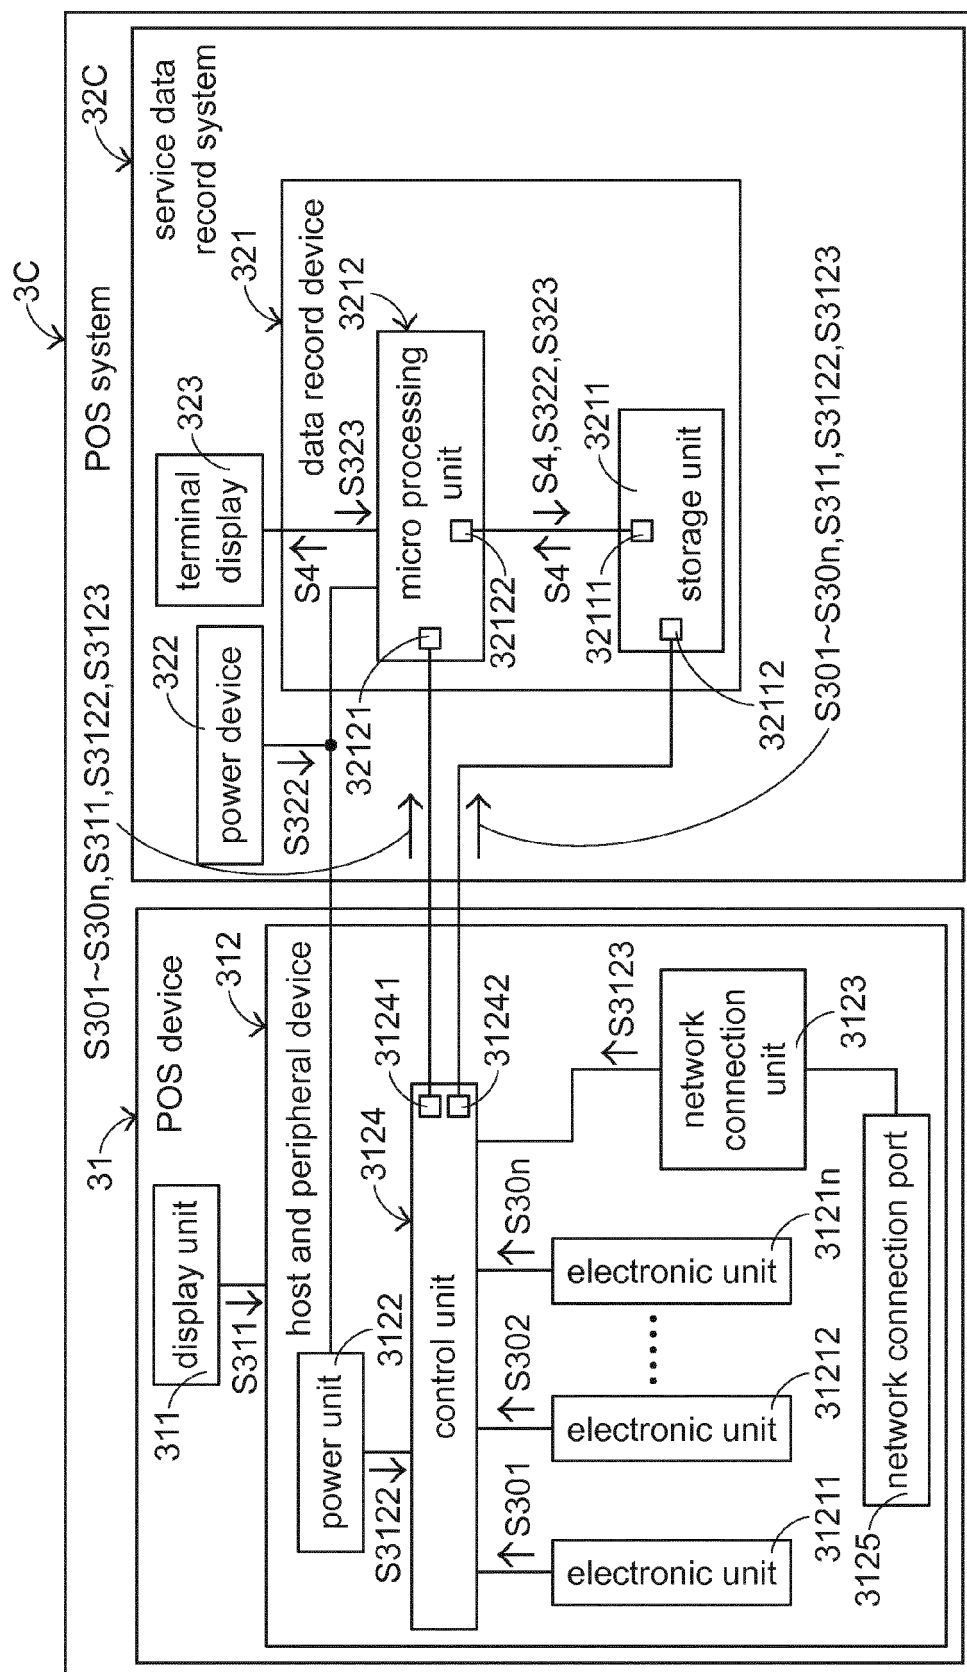 3C
POS system
31
POS device
S301~S30n,S311,S3122,S3123
32C
service data
record system
display unit
311
S311
312
host and peripheral device
power unit
3122
S3122
3124
control unit
31241
31242
S301
S302
S30n
S3123
electronic unit
31211
electronic unit
31212
......
electronic unit
3121n
network
connection
unit
3123
network connection port
3125
power device
322
S322
terminal
display
323
S4
S323
321
data record device
3212
micro processing
unit
32121
32122
S4
S4,S322,S323
3211
32111
storage unit
32112
S301~S30n,S311,S3122,S3123